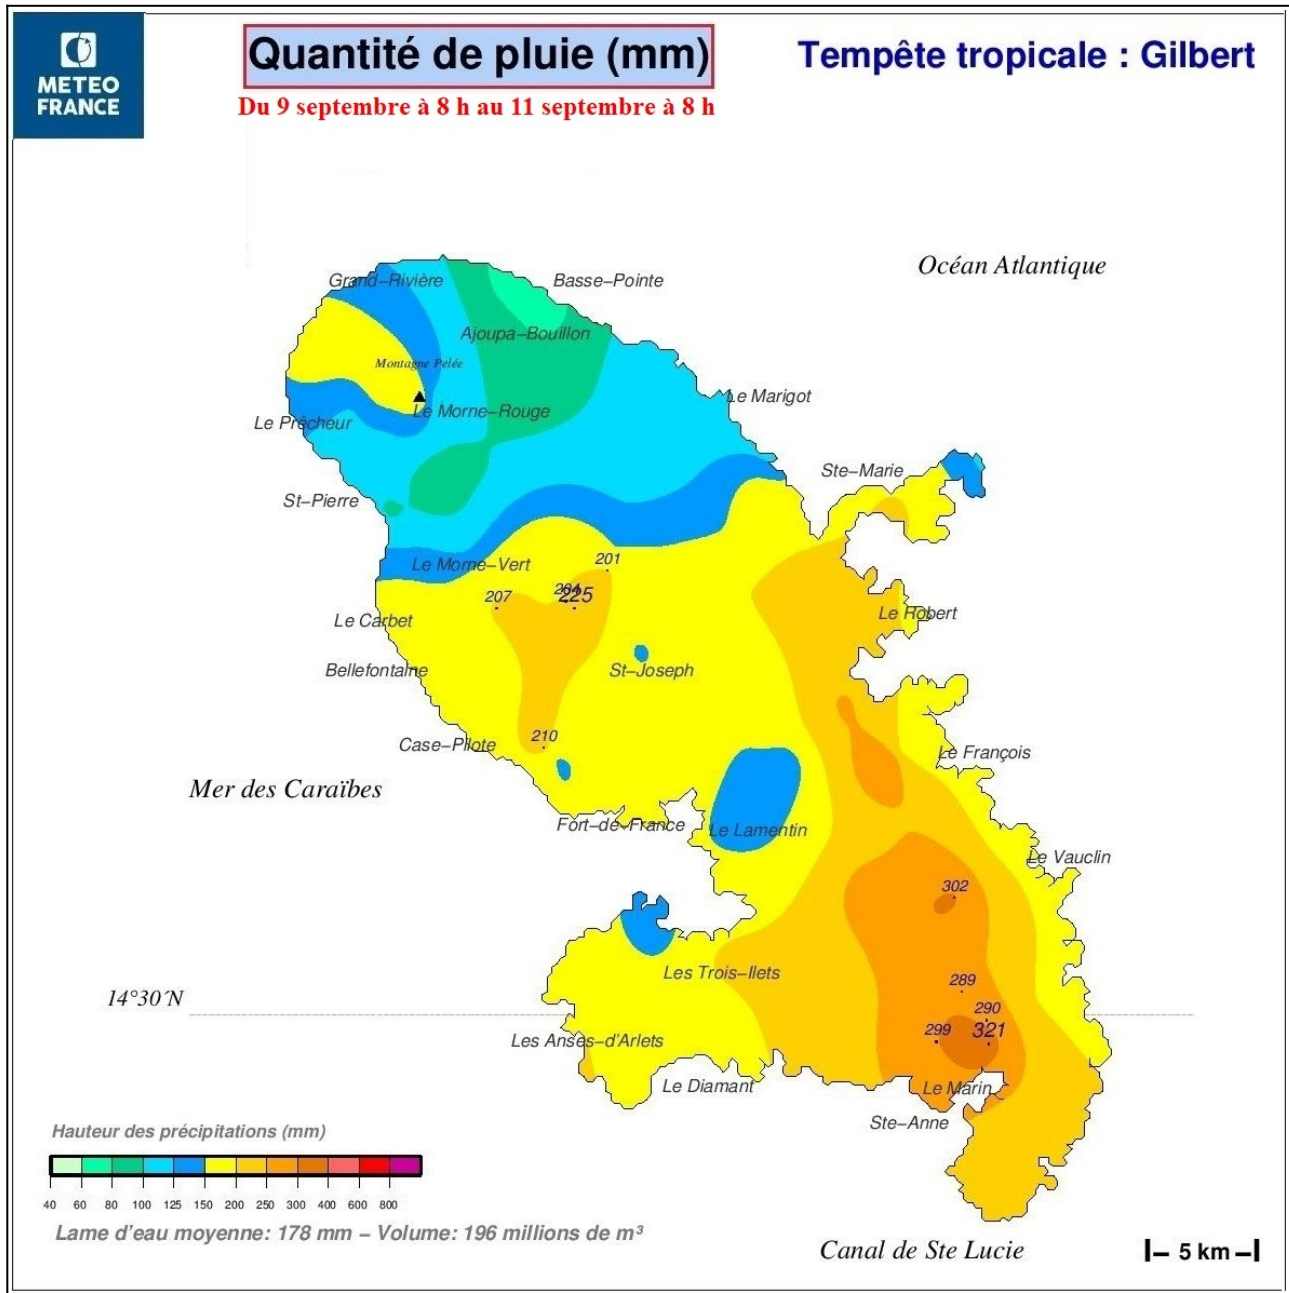 METEO
FRANCE
Quantité de pluie (mm)
Tempête tropicale : Gilbert
Du 9 septembre à 8 h au 11 septembre à 8 h
Océan Atlantique
Grand-Rivière
Basse-Pointe
Ajoupa-Bouillon
Montagne Pelée
Le Marigot
Le Morne-Rouge
Le Prêcheur
Ste-Marie
St-Pierre
201
Le Morne-Vert
207
225
Le Robert
Le Carbet
Bellefontaine
St-Joseph
210
Case-Pilote
Le François
Mer des Caraïbes
Fort-de-France
Le Lamentin
Le Vauclin
302
Les Trois-Ilets
289
14°30´N
290
299
321
Les Anses-d'Arlets
Le Diamant
Le Marin
Ste-Anne
Hauteur des précipitations (mm)
40 60 80 100 125 150 200 250 300 400 600 800
Lame d'eau moyenne: 178 mm – Volume: 196 millions de m³
Canal de Ste Lucie
5 km